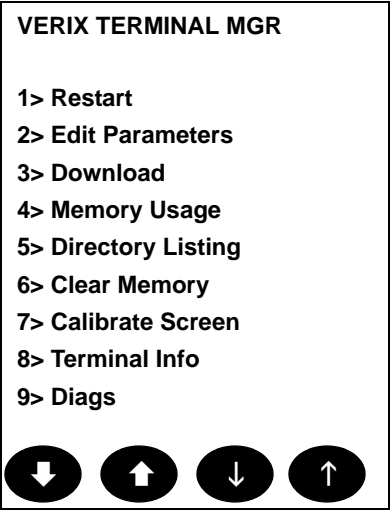 VERIX TERMINAL MGR
1> Restart
2> Edit Parameters
3> Download
4> Memory Usage
5> Directory Listing
6> Clear Memory
7> Calibrate Screen
8> Terminal Info
9> Diags